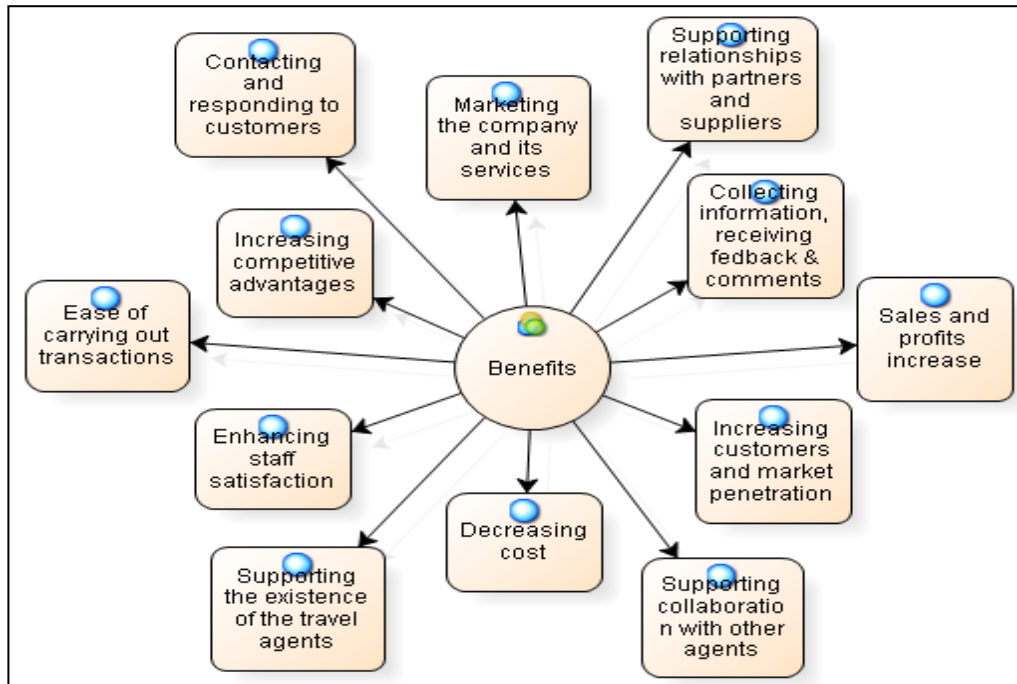 Contacting
and
responding to
customers
Marketing
the company
and its
services
Supporting
relationships
with partners
and
suppliers
Increasing
competitive
advantages
Collecting
information,
receiving
fedback &
comments
Ease of
carrying out
transactions
Benefits
Sales and
profits
increase
Enhancing
staff
satisfaction
Increasing
customers
and market
penetration
Supporting
the existence
of the travel
agents
Decreasing
cost
Supporting
collaboratio
n with other
agents